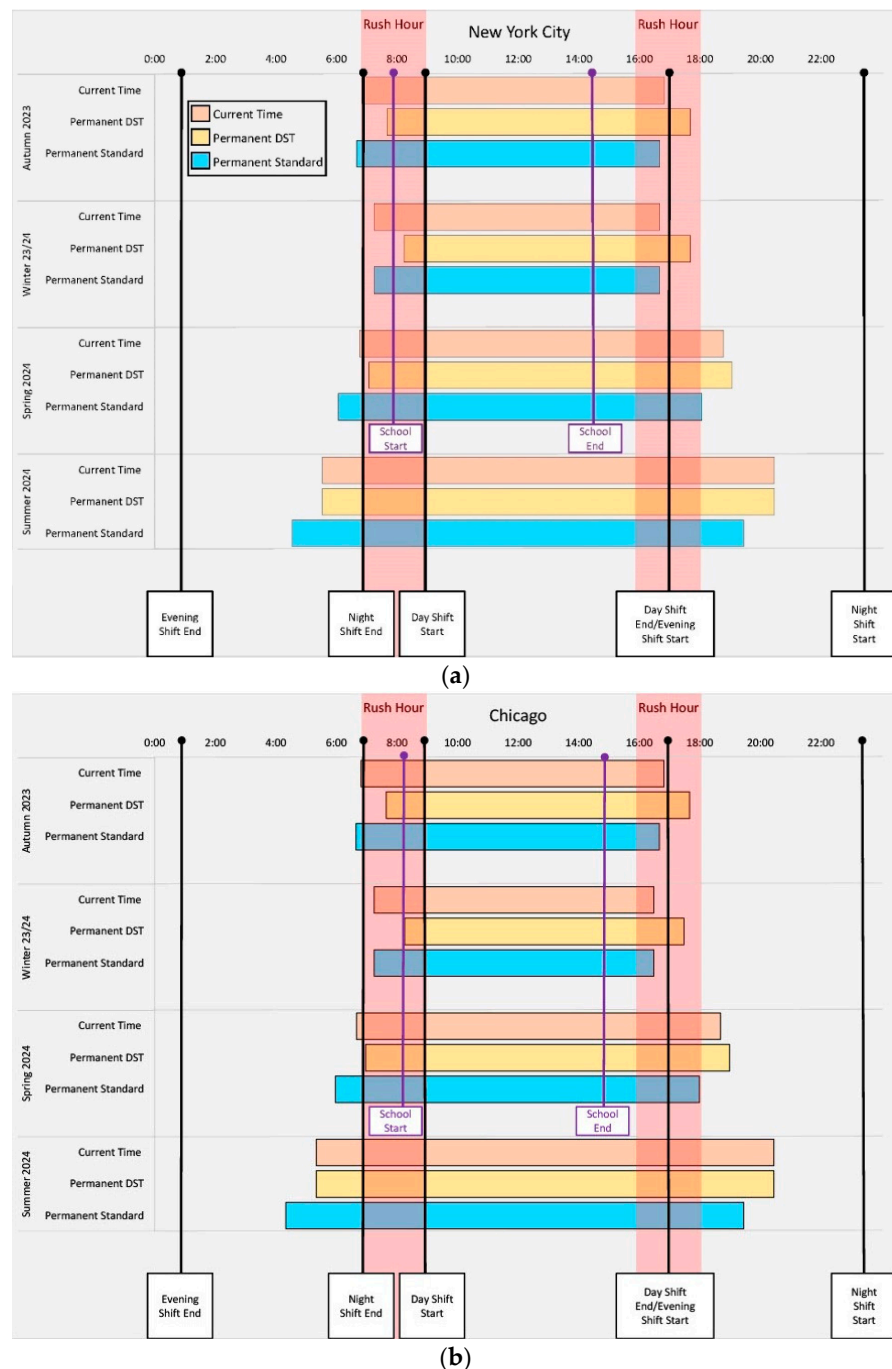 Rush Hour
Rush Hour
New York City
0:00 2:00 4:00 6:00 8:00 10:00 12:00 14:00 16:00 18:00 20:00 22:00
Autumn 2023
Current Time
Permanent DST
Permanent Standard
Current Time
Permanent DST
Permanent Standard
Winter 23/24
Current Time
Permanent DST
Permanent Standard
Spring 2024
Current Time
Permanent DST
Permanent Standard
School
Start
School
End
Summer 2024
Current Time
Permanent DST
Permanent Standard
Evening
Shift End
Night
Shift End
Day Shift
Start
Day Shift
End/Evening
Shift Start
Night
Shift
Start
(a)
Rush Hour
Rush Hour
Chicago
0:00 2:00 4:00 6:00 8:00 10:00 12:00 14:00 16:00 18:00 20:00 22:00
Autumn 2023
Current Time
Permanent DST
Permanent Standard
Winter 23/24
Current Time
Permanent DST
Permanent Standard
Spring 2024
Current Time
Permanent DST
Permanent Standard
School
Start
School
End
Summer 2024
Current Time
Permanent DST
Permanent Standard
Evening
Shift End
Night
Shift End
Day Shift
Start
Day Shift
End/Evening
Shift Start
Night
Shift
Start
(b)